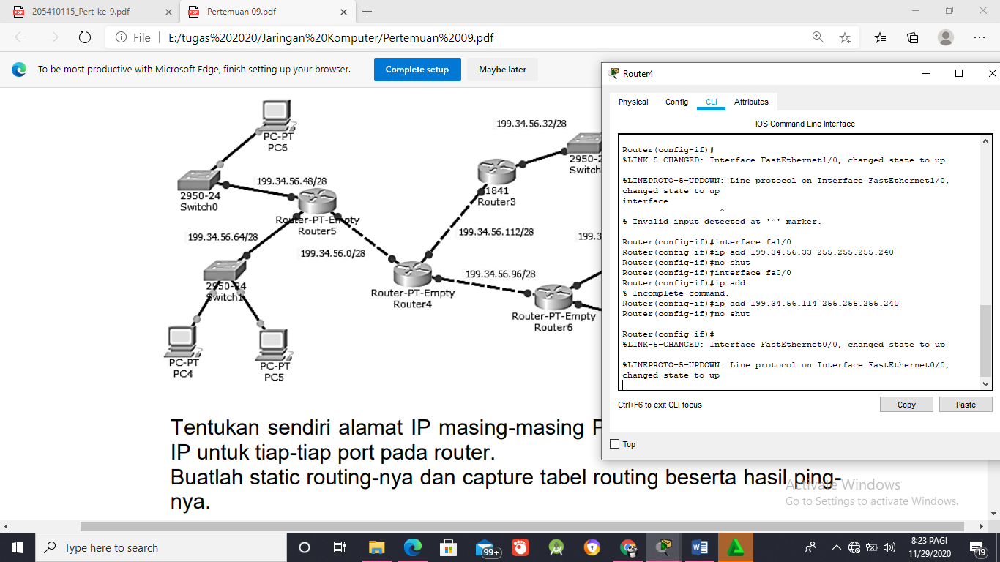 205410115_Pert-ke-9.pdf
Pertemuan 09.pdf
File
E:/tugas%202020/Jaringan%20Komputer/Pertemuan%2009.pdf
To be most productive with Microsoft Edge, finish setting up your browser.
Complete setup
Maybe later
PC-PT
PC6
199.34.56.32/28
2950-2
Switch
199.34.56.48/28
2950-24
Switch0
1841
Router3
Router-PT-Empty
Router5
199.34.56.64/28
199.34.56.112/28
199.3
199.34.56.0/28
199.34.56.96/28
2950-24
Switch1
Router-PT-Empty
Router4
Router-PT-Empty
Router6
PC-PT
PC4
PC-PT
PC5
Tentukan sendiri alamat IP masing-masing P
IP untuk tiap-tiap port pada router.
Buatlah static routing-nya dan capture tabel routing beserta hasil ping-
nya.
Router4
Physical
Config
CLI
Attributes
IOS Command Line Interface
Router(config-if)#
%LINK-5-CHANGED: Interface FastEthernet1/0, changed state to up
%LINEPROTO-5-UPDOWN: Line protocol on Interface FastEthernet1/0,
changed state to up
interface
^
% Invalid input detected at '^' marker.
Router(config-if)#interface fa1/0
Router(config-if)#ip add 199.34.56.33 255.255.255.240
Router(config-if)#no shut
Router(config-if)#interface fa0/0
Router(config-if)#ip add
% Incomplete command.
Router(config-if)#ip add 199.34.56.114 255.255.255.240
Router(config-if)#no shut
Router(config-if)#
%LINK-5-CHANGED: Interface FastEthernet0/0, changed state to up
%LINEPROTO-5-UPDOWN: Line protocol on Interface FastEthernet0/0,
changed state to up
Ctrl+F6 to exit CLI focus
Copy
Paste
Top
Activate Windows
Go to Settings to activate Windows.
Type here to search
99+
8:23 PAGI
11/29/2020
19